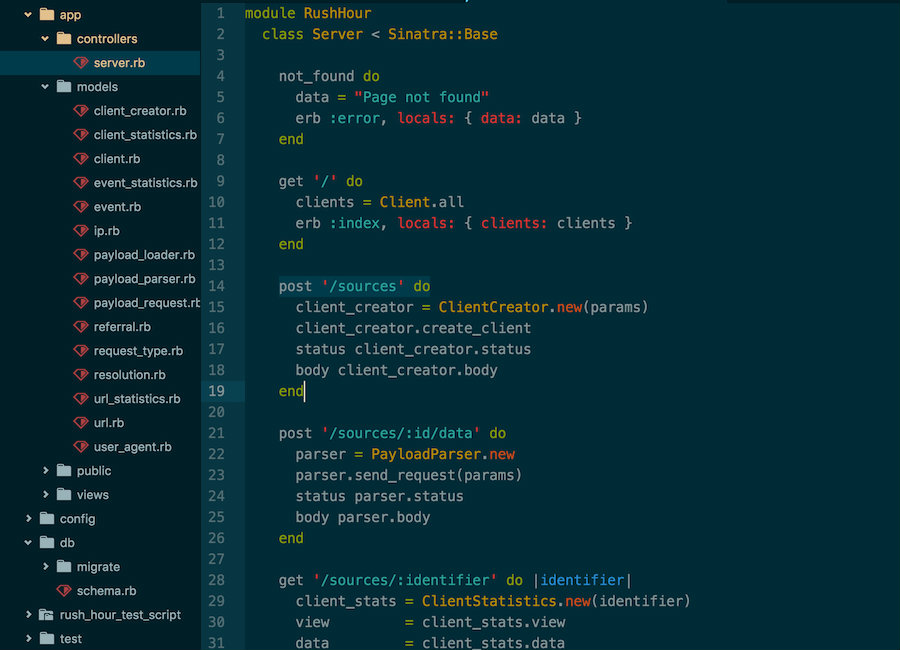 app
controllers
server.rb
models
client_creator.rb
client_statistics.rb
client.rb
event_statistics.rb
event.rb
ip.rb
payload_loader.rb
payload_parser.rb
payload_request.rb
referral.rb
request_type.rb
resolution.rb
url_statistics.rb
url.rb
user_agent.rb
public
views
config
db
migrate
schema.rb
rush_hour_test_script
test
1 module RushHour
2   class Server < Sinatra::Base
3
4     not_found do
5       data = "Page not found"
6       erb :error, locals: { data: data }
7     end
8
9     get '/' do
10       clients = Client.all
11       erb :index, locals: { clients: clients }
12     end
13
14     post '/sources' do
15       client_creator = ClientCreator.new(params)
16       client_creator.create_client
17       status client_creator.status
18       body client_creator.body
19     end
20
21     post '/sources/:id/data' do
22       parser = PayloadParser.new
23       parser.send_request(params)
24       status parser.status
25       body parser.body
26     end
27
28     get '/sources/:identifier' do |identifier|
29       client_stats = ClientStatistics.new(identifier)
30       view         = client_stats.view
31       data         = client_stats.data